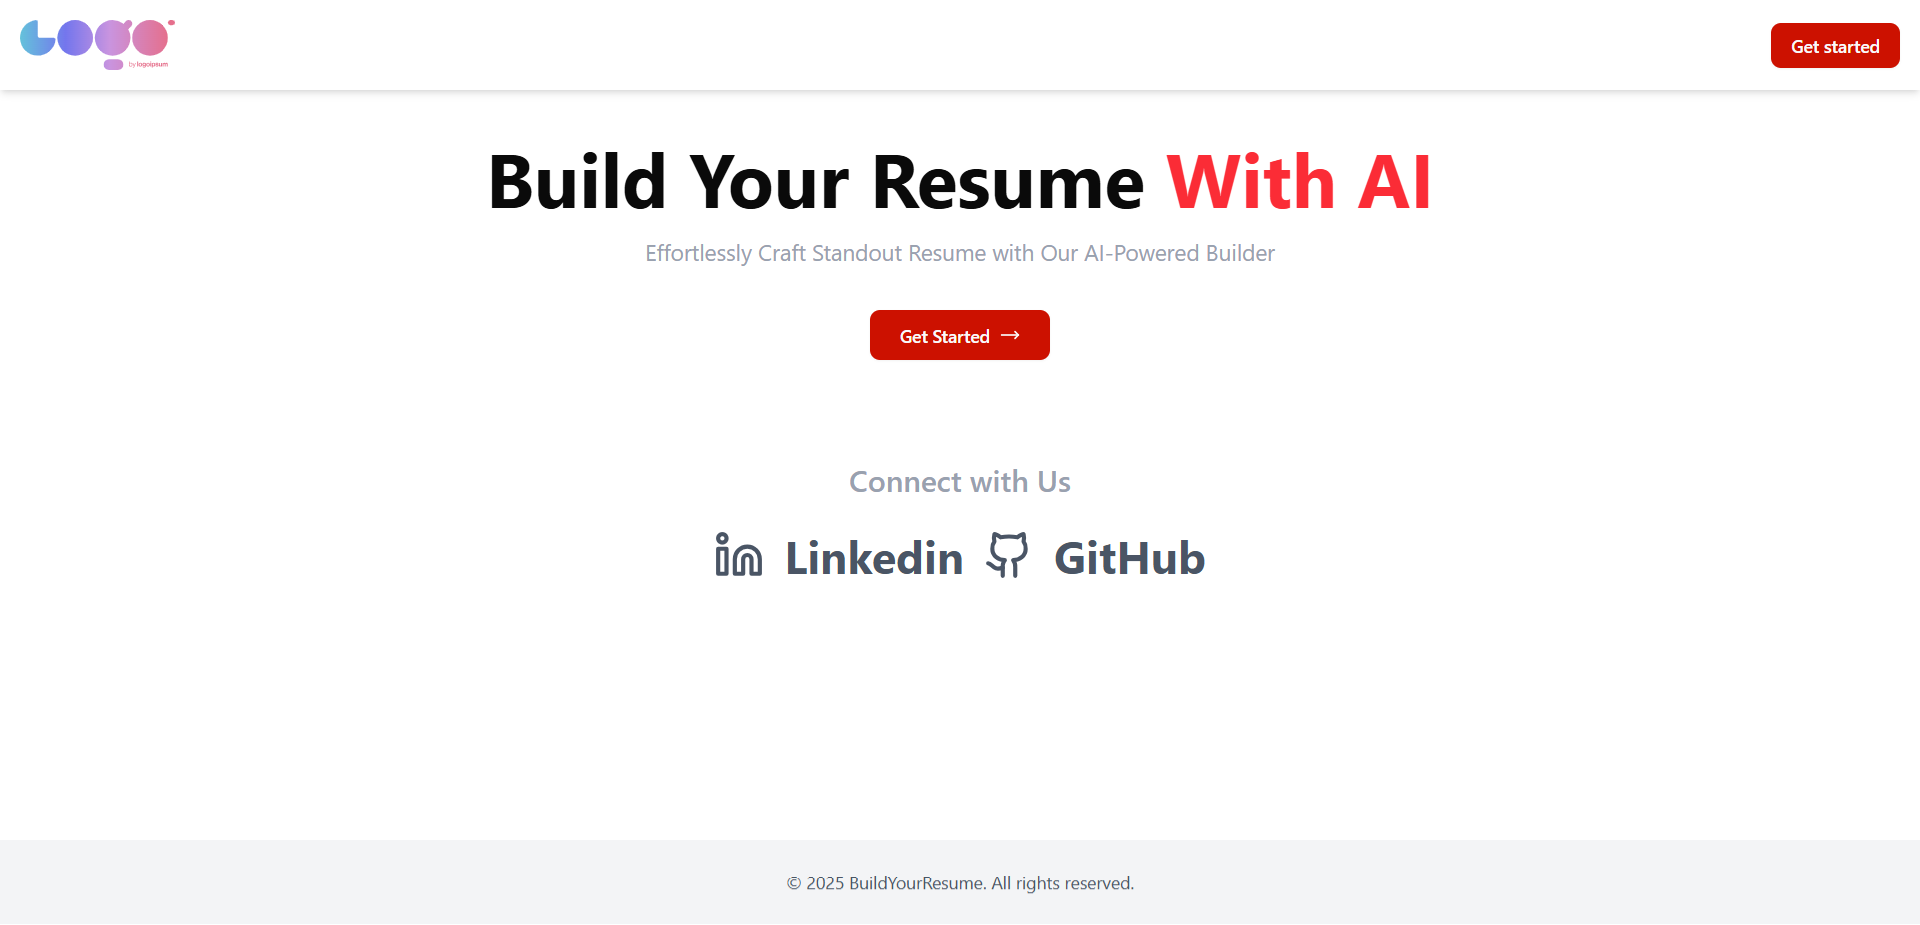 Logo
by logoipsum
Get started
Build Your Resume With AI
Effortlessly Craft Standout Resume with Our AI-Powered Builder
Get Started →
Connect with Us
Linkedin GitHub
© 2025 BuildYourResume. All rights reserved.